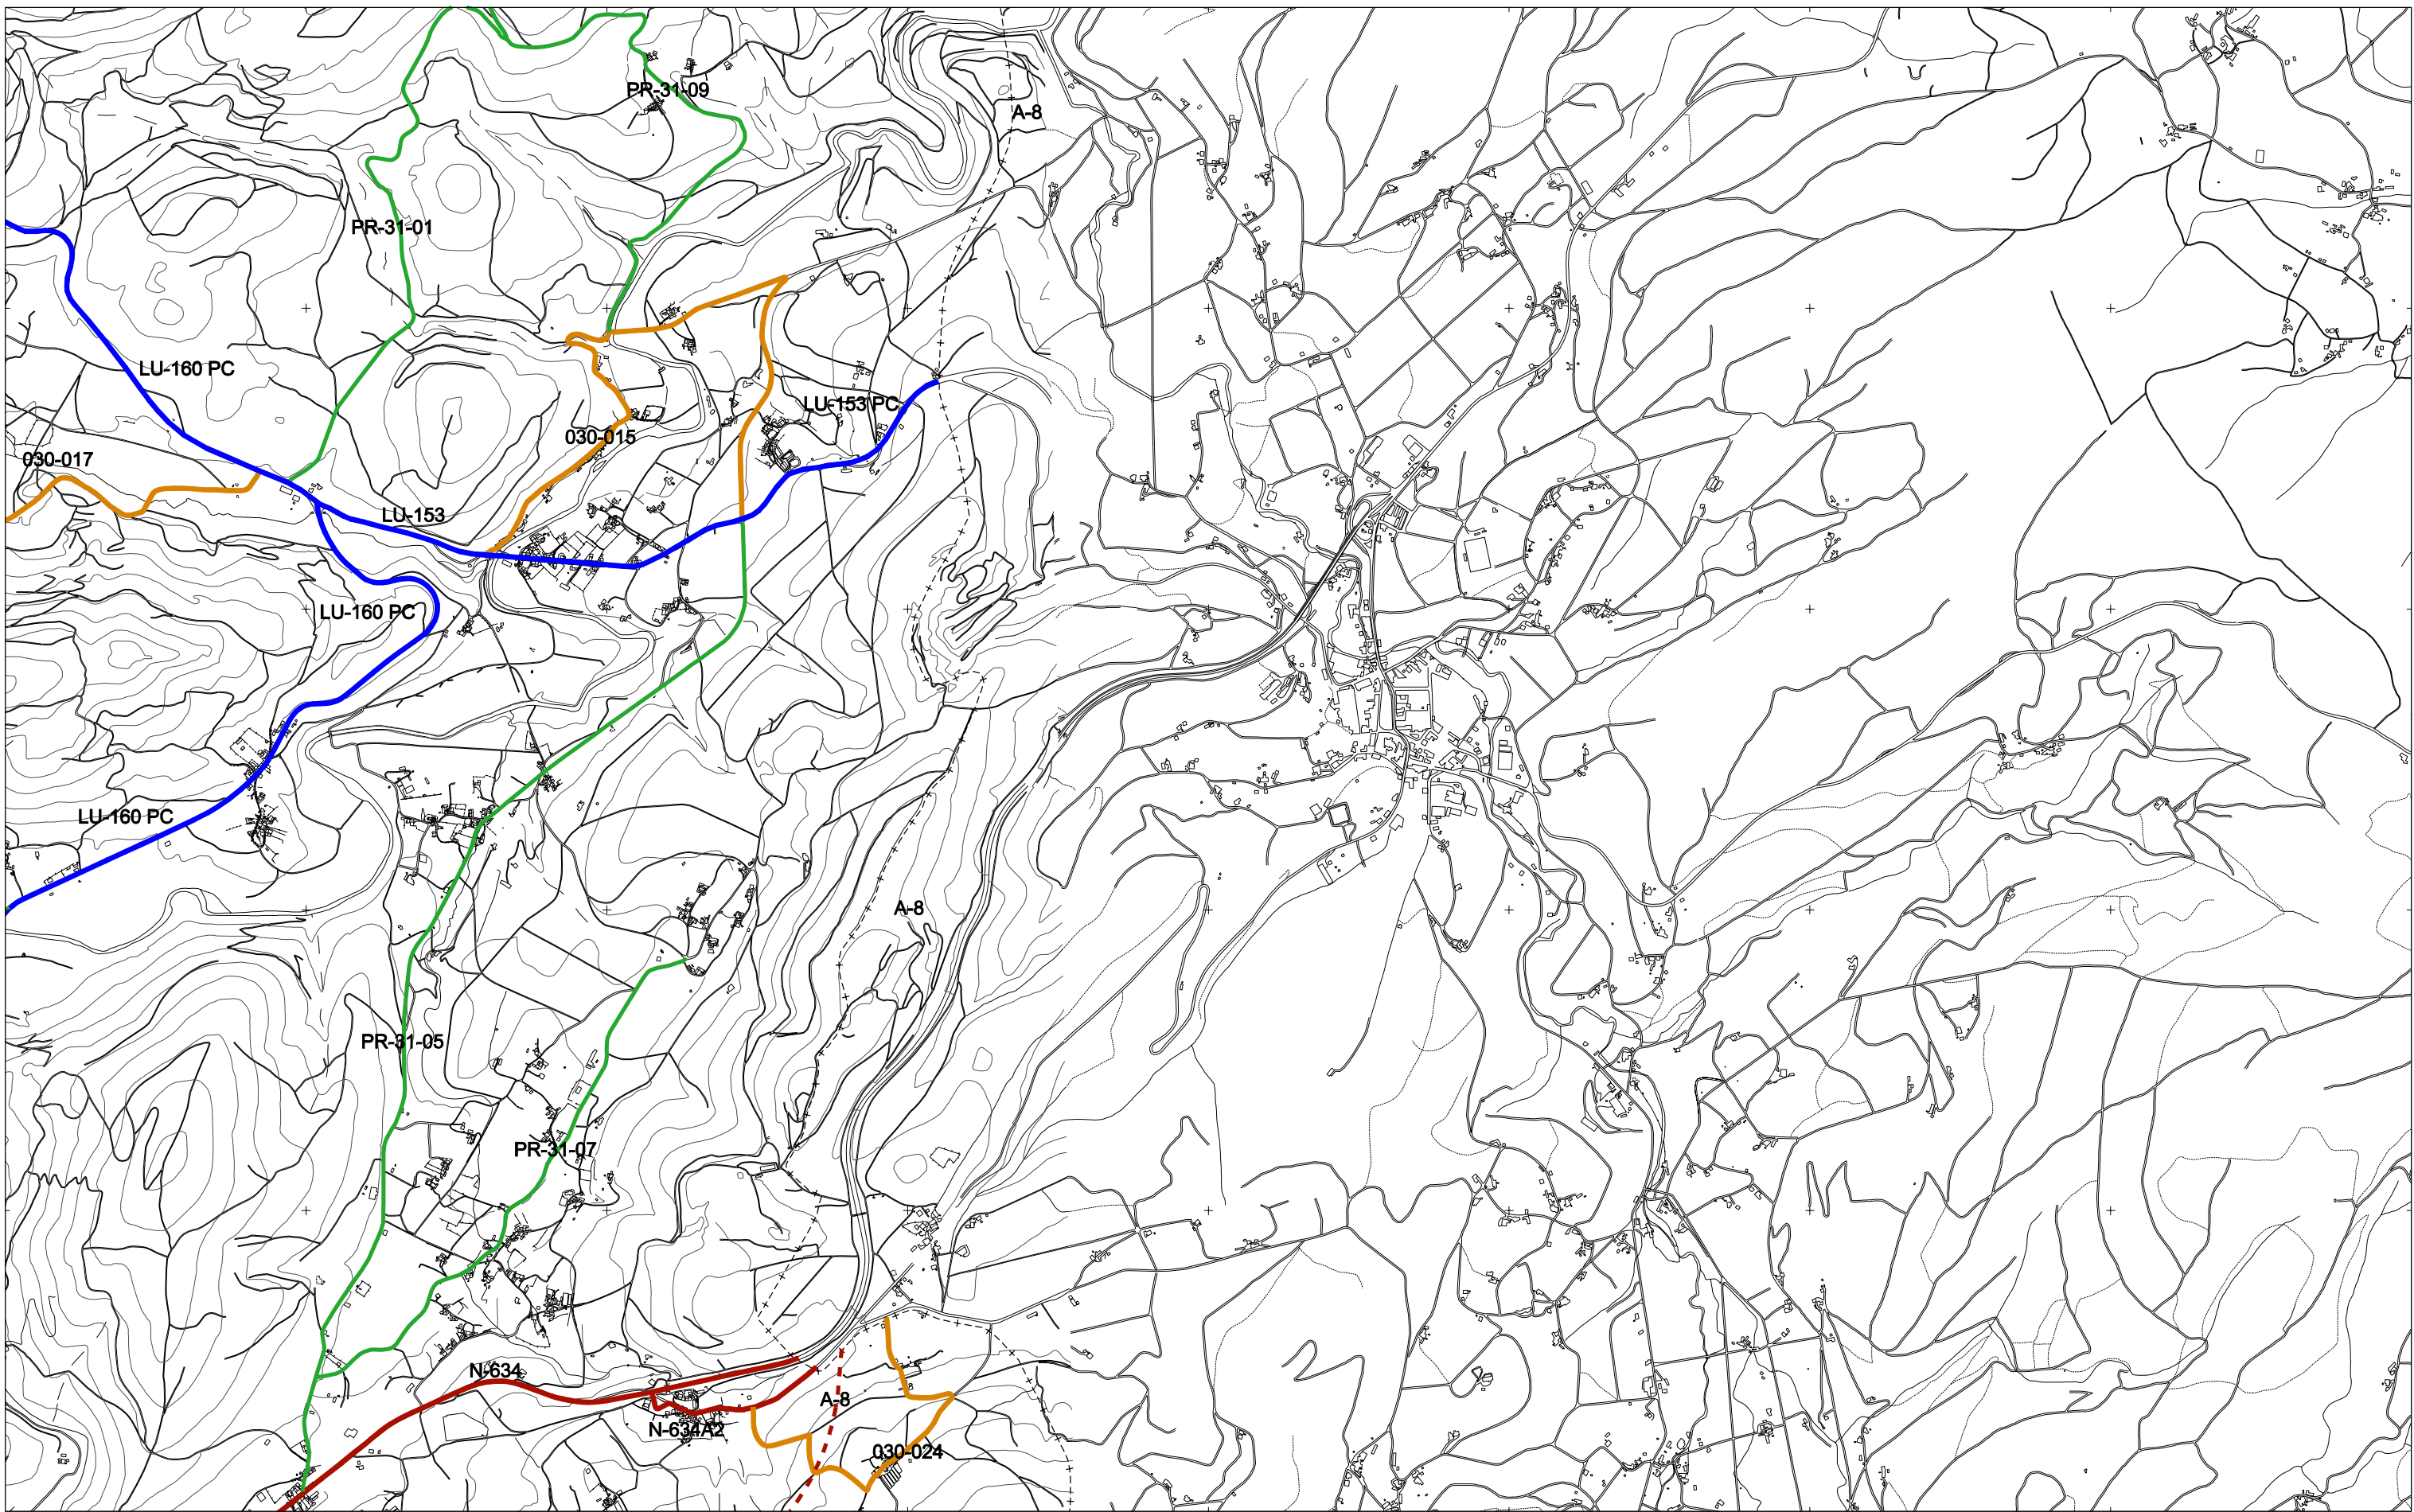 PR-31-09
A-8
PR-31-01
LU-160 PC
LU-153 PC
030-015
030-017
LU-153
LU-160 PC
LU-160 PC
A-8
PR-31-05
PR-31-07
N-634
A-8
N-634A2
030-024